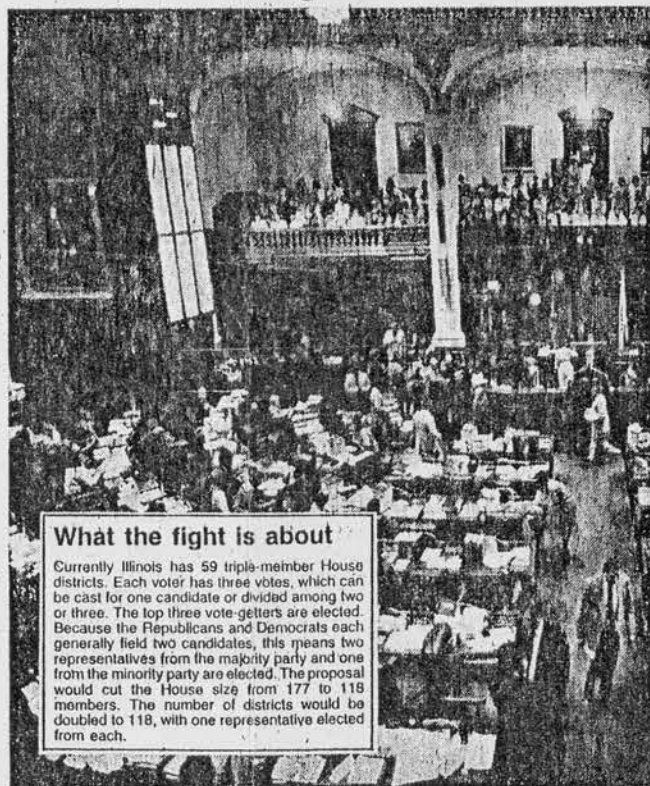 What the fight is about
Currently Illinois has 59 triple-member House
districts. Each voter has three votes, which can
be cast for one candidate or divided among two
or three. The top three vote-getters are elected.
Because the Republicans and Democrats each
generally field two candidates, this means two
representatives from the majority party and one
from the minority party are elected. The proposal
would cut the House size from 177 to 118
members. The number of districts would be
doubled to 118, with one representative elected
from each.